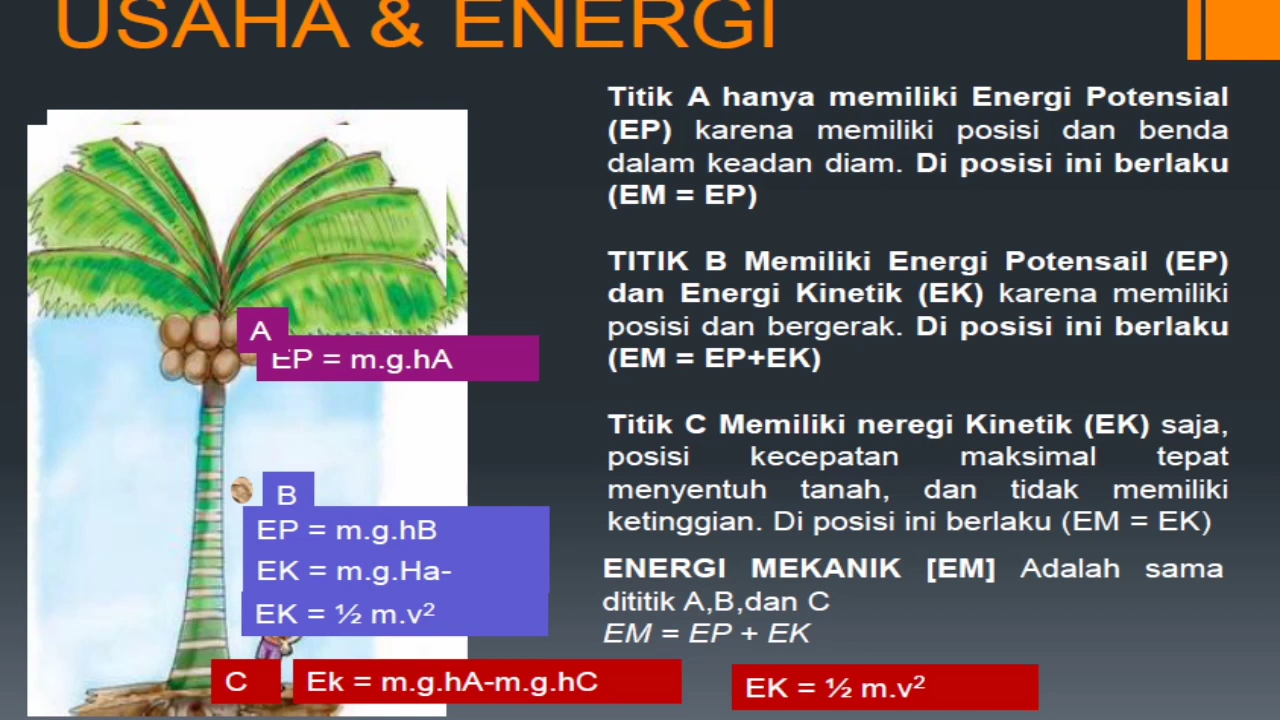 USAHA & ENERGI
Titik A hanya memiliki Energi Potensial
(EP) karena memiliki posisi dan benda
dalam keadan diam. Di posisi ini berlaku
(EM = EP)
TITIK B Memiliki Energi Potensail (EP)
dan Energi Kinetik (EK) karena memiliki
posisi dan bergerak. Di posisi ini berlaku
(EM = EP+EK)
Titik C Memiliki neregi Kinetik (EK) saja,
posisi kecepatan maksimal tepat
menyentuh tanah, dan tidak memiliki
ketinggian. Di posisi ini berlaku (EM = EK)
ENERGI MEKANIK [EM] Adalah sama
dititik A,B,dan C
EM = EP + EK
A
EP = m.g.hA
B
EP = m.g.hB
EK = m.g.Ha-
EK = ½ m.v²
C
Ek = m.g.hA-m.g.hC
EK = ½ m.v²